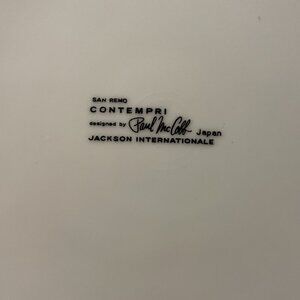 SAN REMO
CONTEMPRI
designed by Paul McCobb Japan
JACKSON INTERNATIONALE